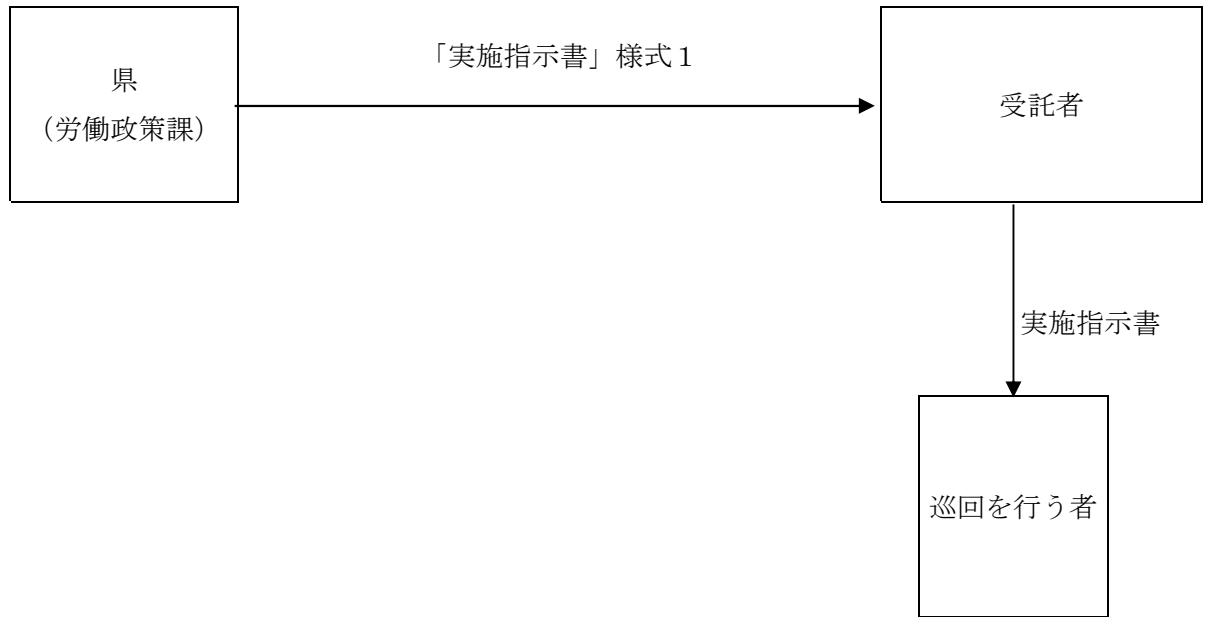 「実施指示書」様式１
県
（労働政策課）
受託者
実施指示書
巡回を行う者